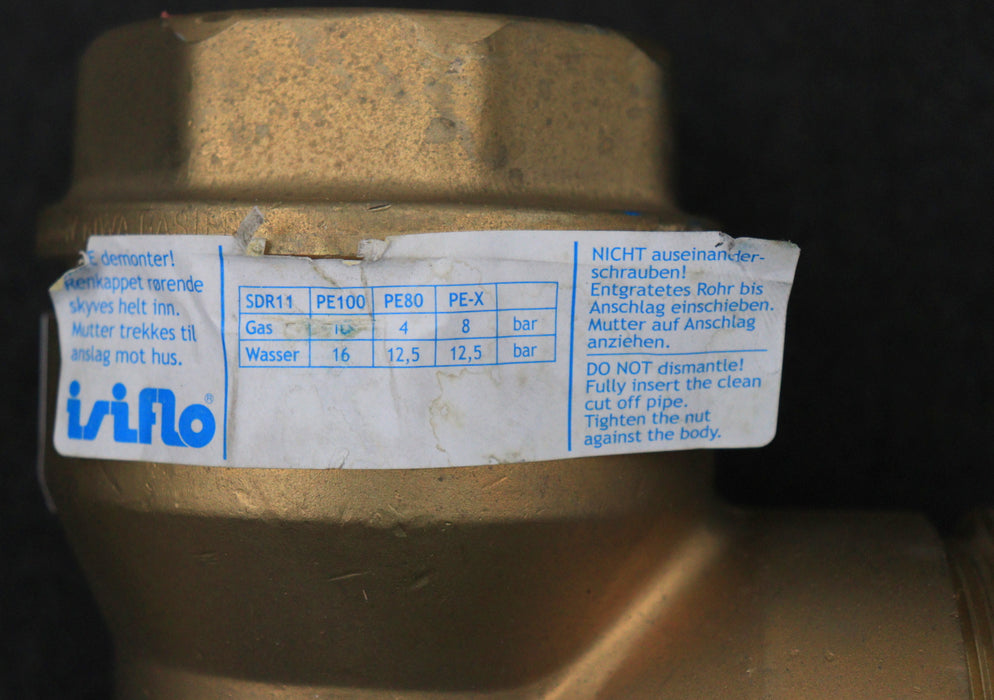 demonter!
Renkappet rørende
skyves helt inn.
Mutter trekkes til
anslag mot hus.
isiflo®
SDR11 PE100 PE80 PE-X
Gas 10 4 8 bar
Wasser 16 12,5 12,5 bar
NICHT auseinander-
schrauben!
Entgratetes Rohr bis
Anschlag einschieben.
Mutter auf Anschlag
anziehen.
DO NOT dismantle!
Fully insert the clean
cut off pipe.
Tighten the nut
against the body.